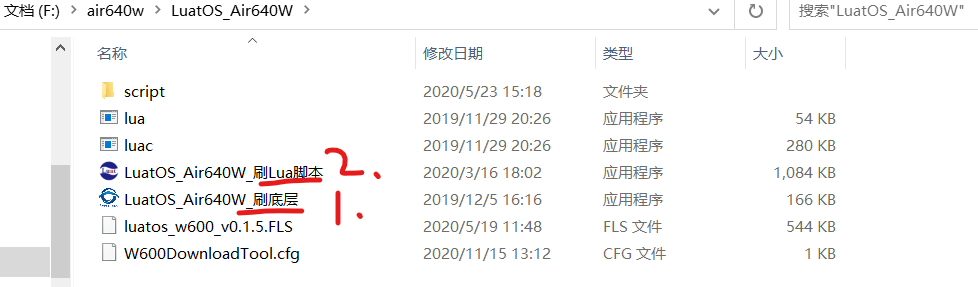 文档 (F:) > air640w > LuatOS_Air640W >
搜索"LuatOS_Air640W"
名称 修改日期 类型 大小
script 2020/5/23 15:18 文件夹
lua 2019/11/29 20:26 应用程序 54 KB
luac 2019/11/29 20:26 应用程序 280 KB
LuatOS_Air640W_刷Lua脚本 2. 2020/3/16 18:02 应用程序 1,084 KB
LuatOS_Air640W_刷底层 1. 2019/12/5 16:16 应用程序 166 KB
luatos_w600_v0.1.5.FLS 2020/5/19 11:48 FLS 文件 544 KB
W600DownloadTool.cfg 2020/11/15 13:12 CFG 文件 1 KB